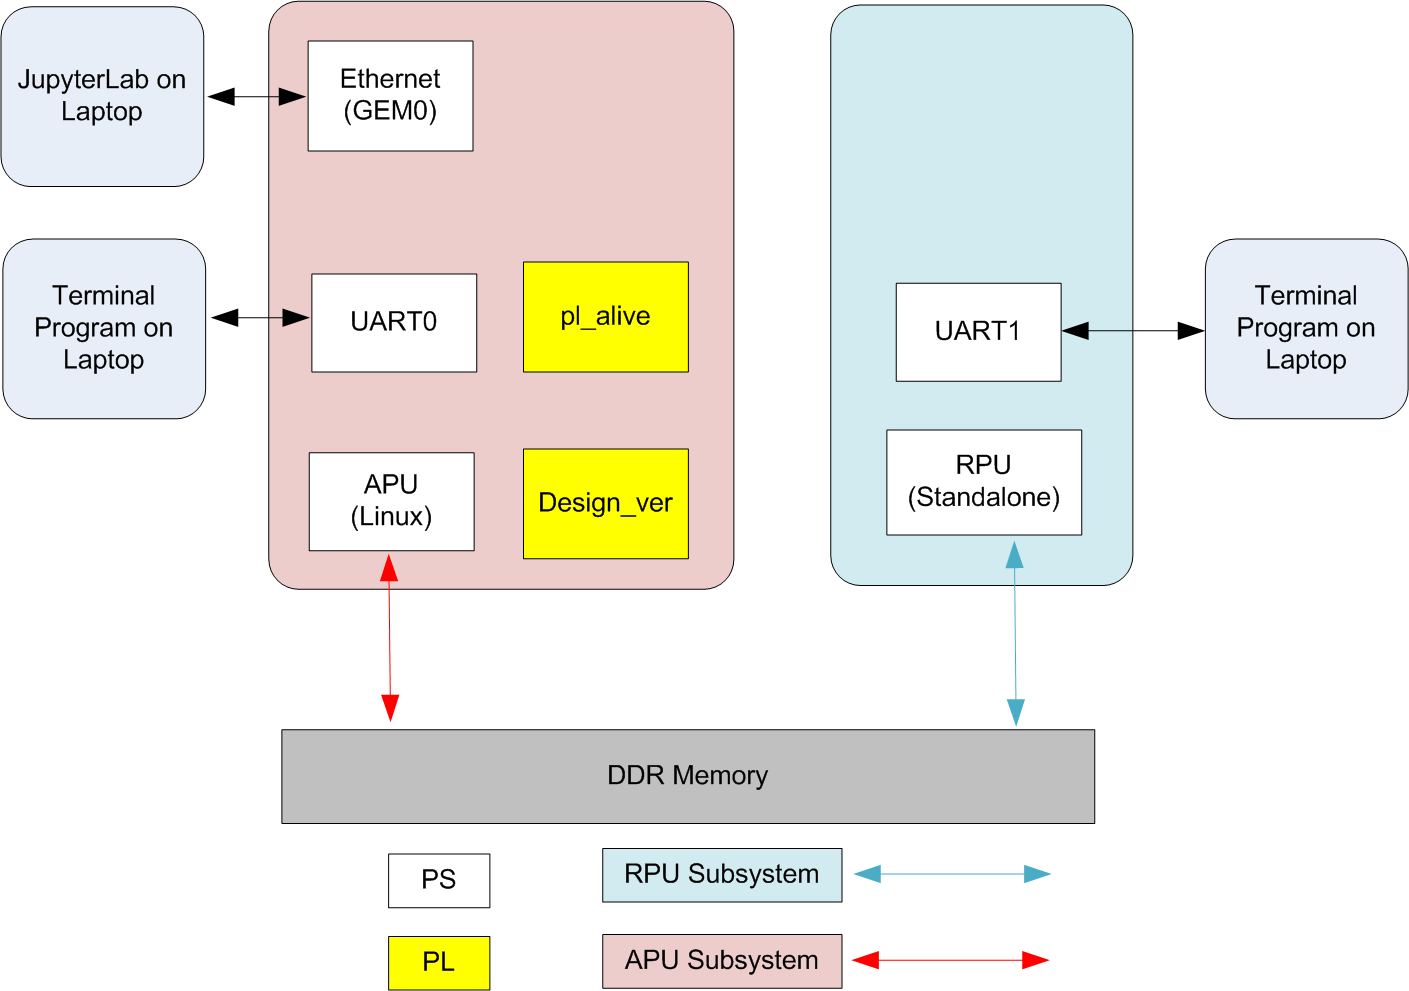 JupyterLab on
Laptop
Ethernet
(GEM0)
Terminal
Program on
Laptop
UART0
pl_alive
UART1
Terminal
Program on
Laptop
APU
(Linux)
Design_ver
RPU
(Standalone)
DDR Memory
PS
RPU Subsystem
PL
APU Subsystem